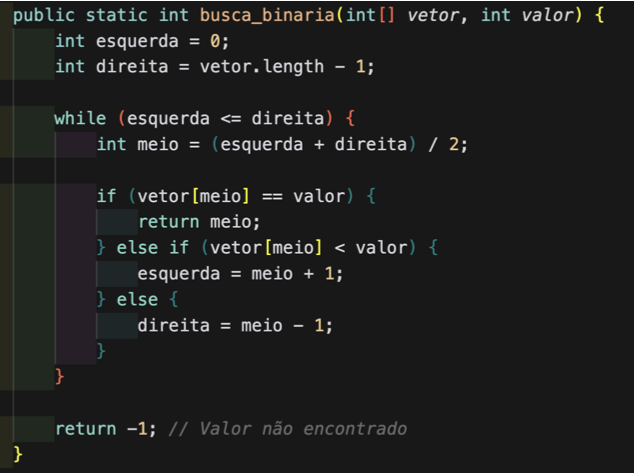 public static int busca_binaria(int[] vetor, int valor) {
    int esquerda = 0;
    int direita = vetor.length - 1;

    while (esquerda <= direita) {
        int meio = (esquerda + direita) / 2;

        if (vetor[meio] == valor) {
            return meio;
        } else if (vetor[meio] < valor) {
            esquerda = meio + 1;
        } else {
            direita = meio - 1;
        }
    }

    return -1; // Valor não encontrado
}